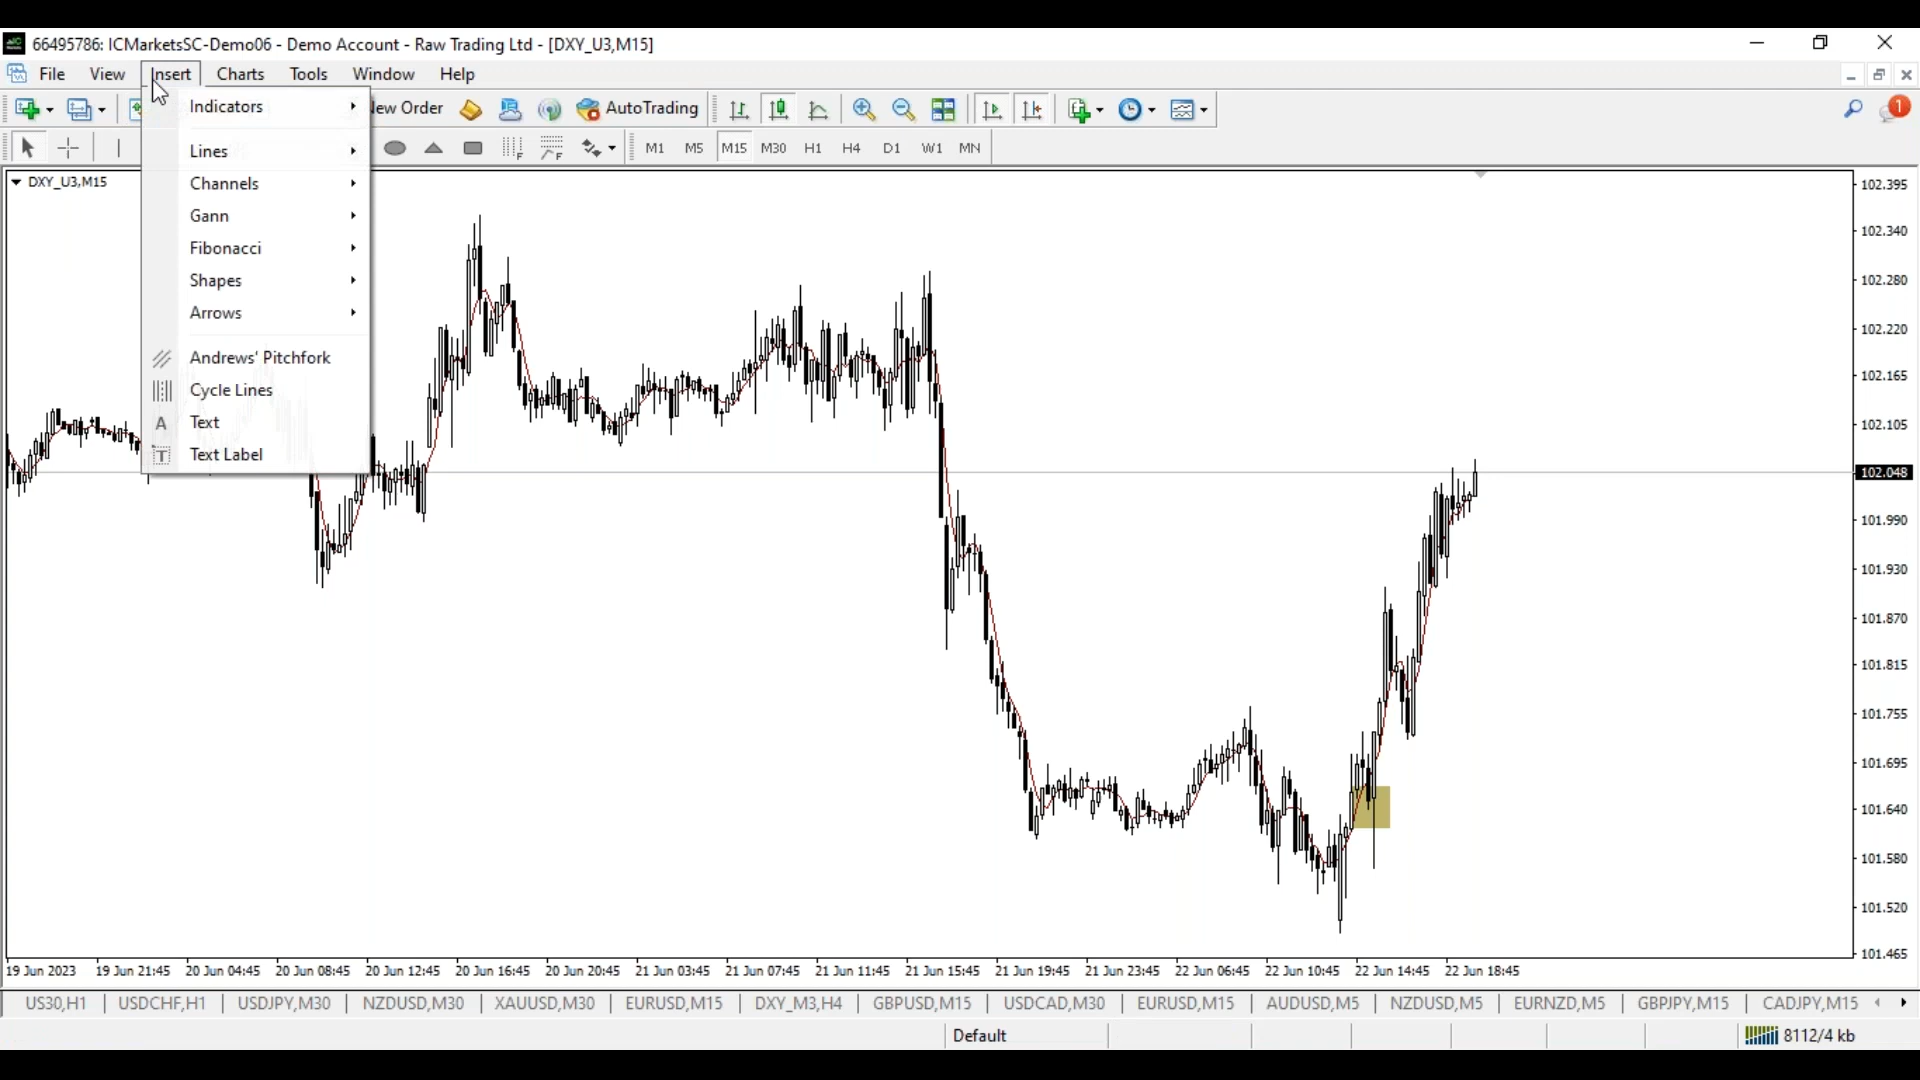 66495786: ICMarketsSC-Demo06 - Demo Account - Raw Trading Ltd - [DXY_U3,M15]
File View Insert Charts Tools Window Help
New Order AutoTrading 1
M1 M5 M15 M30 H1 H4 D1 W1 MN
Indicators
Lines
Channels
Gann
Fibonacci
Shapes
Arrows
Andrews' Pitchfork
Cycle Lines
A Text
T Text Label
DXY_U3,M15
102.395
102.340
102.280
102.220
102.165
102.105
102.048
101.990
101.930
101.870
101.815
101.755
101.695
101.640
101.580
101.520
101.465
19 Jun 2023 19 Jun 21:45 20 Jun 04:45 20 Jun 08:45 20 Jun 12:45 20 Jun 16:45 20 Jun 20:45 21 Jun 03:45 21 Jun 07:45 21 Jun 11:45 21 Jun 15:45 21 Jun 19:45 21 Jun 23:45 22 Jun 06:45 22 Jun 10:45 22 Jun 14:45 22 Jun 18:45
US30,H1 USDCHF,H1 USDJPY,M30 NZDUSD,M30 XAUUSD,M30 EURUSD,M15 DXY_M3,H4 GBPUSD,M15 USDCAD,M30 EURUSD,M15 AUDUSD,M5 NZDUSD,M5 EURNZD,M5 GBPJPY,M15 CADJPY,M15
Default 8112/4 kb